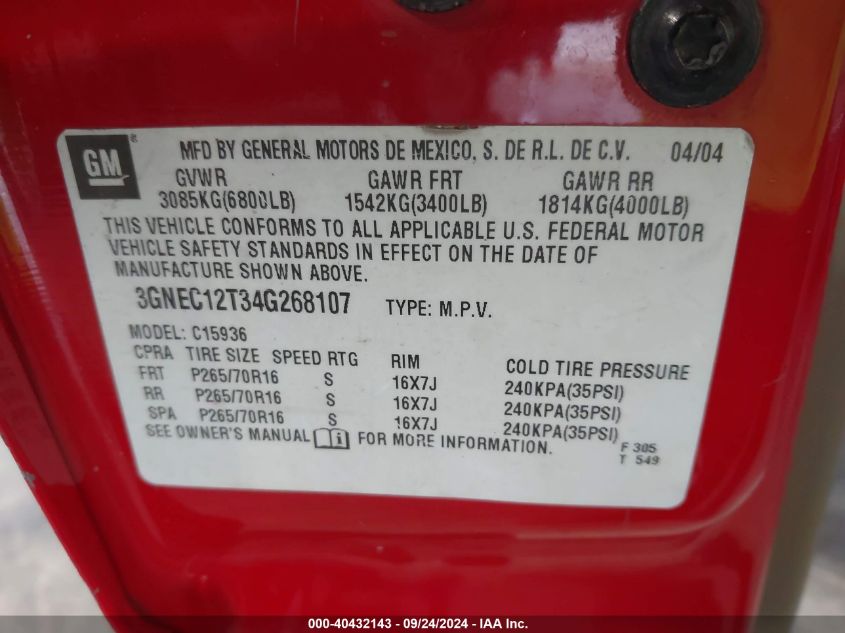 GM ®
MFD BY GENERAL MOTORS DE MEXICO, S. DE R.L. DE C.V. 04/04
GVWR GAWR FRT GAWR RR
3085KG(6800LB) 1542KG(3400LB) 1814KG(4000LB)
THIS VEHICLE CONFORMS TO ALL APPLICABLE U.S. FEDERAL MOTOR
VEHICLE SAFETY STANDARDS IN EFFECT ON THE DATE OF
MANUFACTURE SHOWN ABOVE.
3GNEC12T34G268107 TYPE: M.P.V.
MODEL: C15936
CPRA TIRE SIZE SPEED RTG RIM COLD TIRE PRESSURE
FRT P265/70R16 S 16X7J 240KPA(35PSI)
RR P265/70R16 S 16X7J 240KPA(35PSI)
SPA P265/70R16 S 16X7J 240KPA(35PSI)
SEE OWNER'S MANUAL i FOR MORE INFORMATION.
F 305
T 549
000-40432143 - 09/24/2024 - IAA Inc.